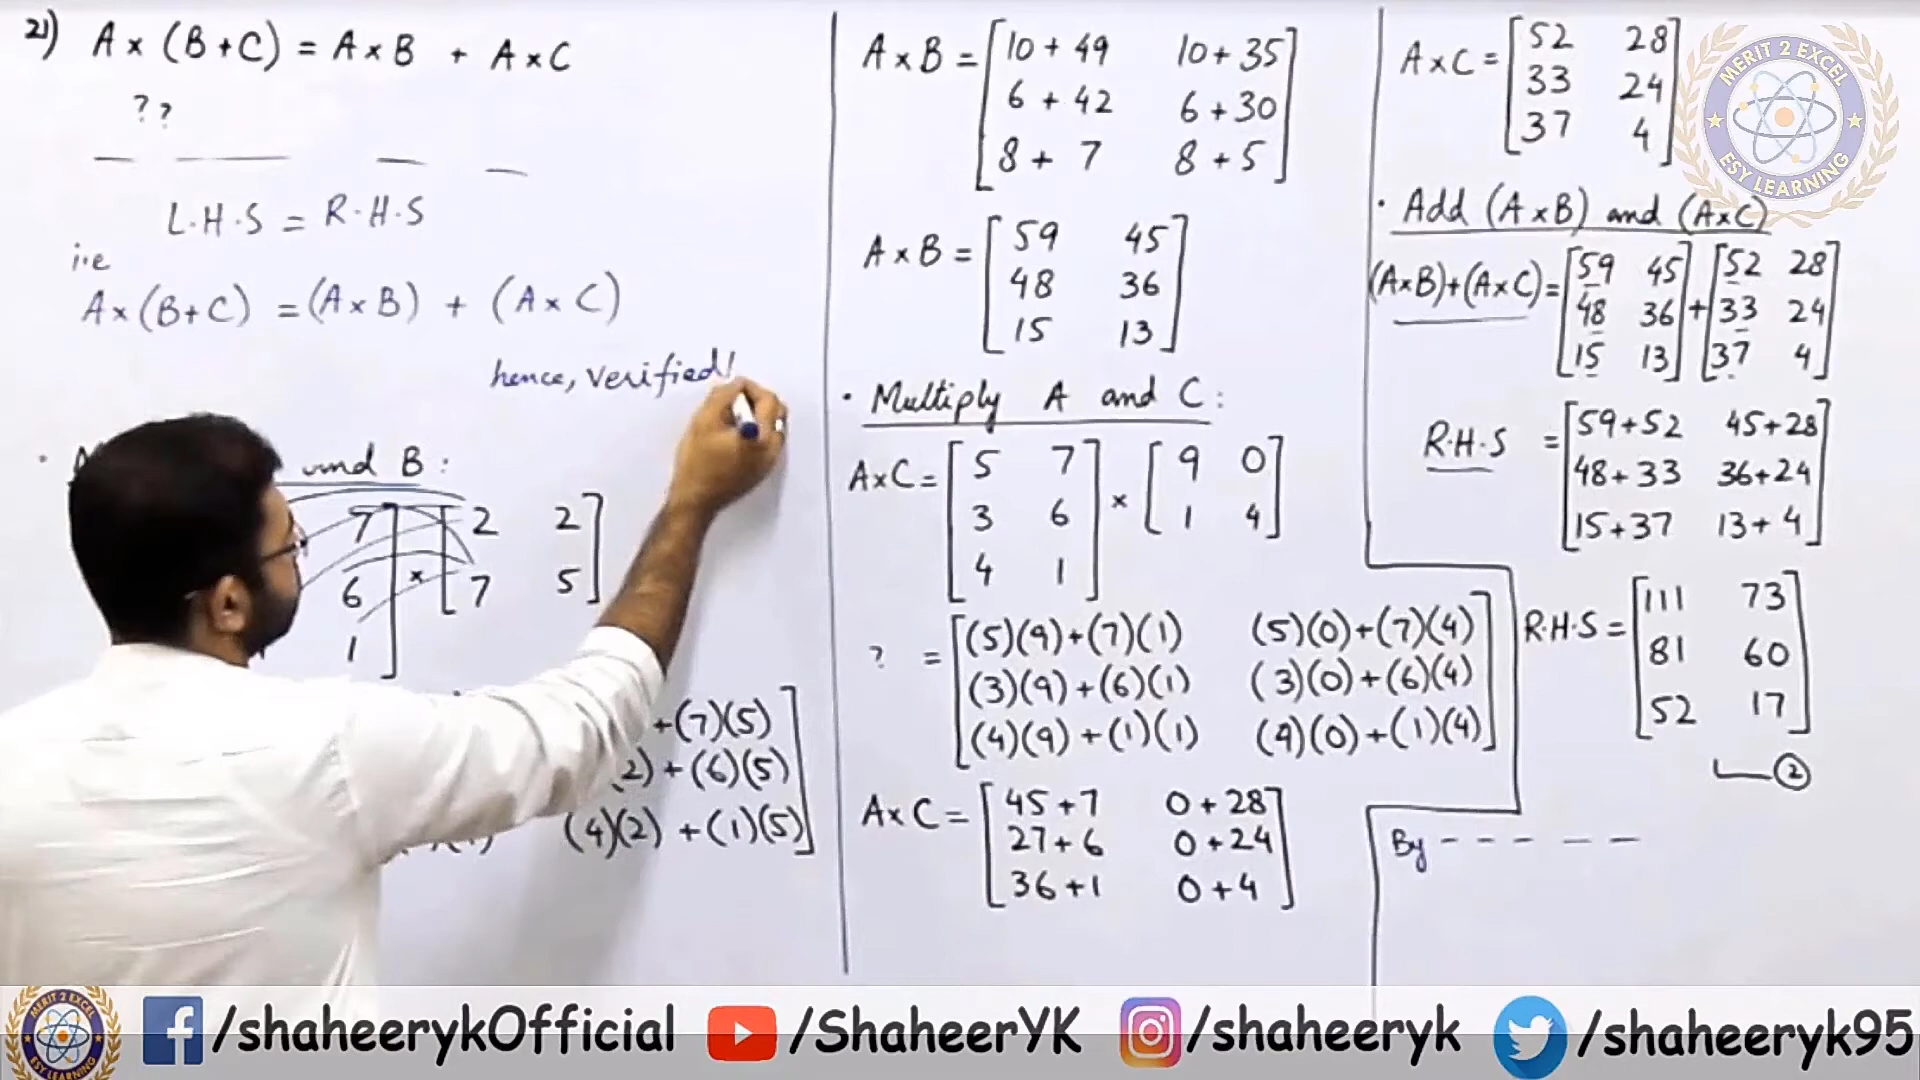 21) A × (B+C) = A × B + A × C
? ?
L.H.S = R.H.S
i.e
A × (B+C) = (A × B) + (A × C)
hence, verified!
and B :
7 ] × [ 2 2 ]
6 [ 7 5 ]
1
+(7)(5)
2) + (6)(5)
(4)(2) + (1)(5)
A × B = [ 10 + 49 10 + 35 ]
6 + 42 6 + 30
8 + 7 8 + 5
A × B = [ 59 45 ]
48 36
15 13
• Multiply A and C :
A × C = [ 5 7 ] × [ 9 0 ]
3 6 1 4
4 1
? = [ (5)(9) + (7)(1) (5)(0) + (7)(4) ]
(3)(9) + (6)(1) (3)(0) + (6)(4)
(4)(9) + (1)(1) (4)(0) + (1)(4)
A × C = [ 45 + 7 0 + 28 ]
27 + 6 0 + 24
36 + 1 0 + 4
A × C = [ 52 28 ]
33 24
37 4
• Add (A × B) and (A × C)
(A×B)+(A×C) = [ 59 45 ] + [ 52 28 ]
48 36 33 24
15 13 37 4
R.H.S = [ 59+52 45+28 ]
48+33 36+24
15+37 13+4
R.H.S = [ 111 73 ]
81 60
52 17
②
By - - - - - -
MERIT 2 EXCEL
ESY LEARNING
MERIT 2 EXCEL
ESY LEARNING
/shaheerykOfficial /ShaheerYK /shaheeryk /shaheeryk95